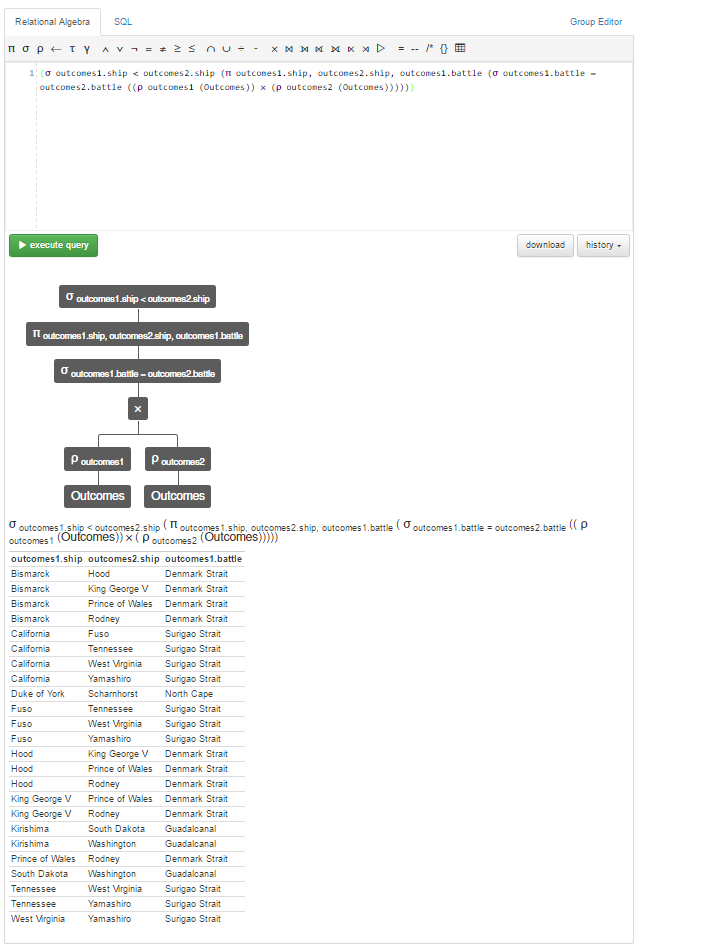 Relational Algebra SQL Group Editor
π σ ρ ← τ γ ∧ ∨ ¬ = ≠ ≥ ≤ ∩ ∪ ÷ - × ⋈ ⟕ ⟖ ⟗ ⋉ ⋊ ▷ = -- /* {}
1 (σ outcomes1.ship < outcomes2.ship (π outcomes1.ship, outcomes2.ship, outcomes1.battle (σ outcomes1.battle =
outcomes2.battle ((ρ outcomes1 (Outcomes)) × (ρ outcomes2 (Outcomes)))))
execute query download history
σ outcomes1.ship < outcomes2.ship
π outcomes1.ship, outcomes2.ship, outcomes1.battle
σ outcomes1.battle = outcomes2.battle
×
ρ outcomes1 ρ outcomes2
Outcomes Outcomes
σ outcomes1.ship < outcomes2.ship ( π outcomes1.ship, outcomes2.ship, outcomes1.battle ( σ outcomes1.battle = outcomes2.battle (( ρ
outcomes1 (Outcomes)) × ( ρ outcomes2 (Outcomes)))))
outcomes1.ship outcomes2.ship outcomes1.battle
Bismarck Hood Denmark Strait
Bismarck King George V Denmark Strait
Bismarck Prince of Wales Denmark Strait
Bismarck Rodney Denmark Strait
California Fuso Surigao Strait
California Tennessee Surigao Strait
California West Virginia Surigao Strait
California Yamashiro Surigao Strait
Duke of York Scharnhorst North Cape
Fuso Tennessee Surigao Strait
Fuso West Virginia Surigao Strait
Fuso Yamashiro Surigao Strait
Hood King George V Denmark Strait
Hood Prince of Wales Denmark Strait
Hood Rodney Denmark Strait
King George V Prince of Wales Denmark Strait
King George V Rodney Denmark Strait
Kirishima South Dakota Guadalcanal
Kirishima Washington Guadalcanal
Prince of Wales Rodney Denmark Strait
South Dakota Washington Guadalcanal
Tennessee West Virginia Surigao Strait
Tennessee Yamashiro Surigao Strait
West Virginia Yamashiro Surigao Strait